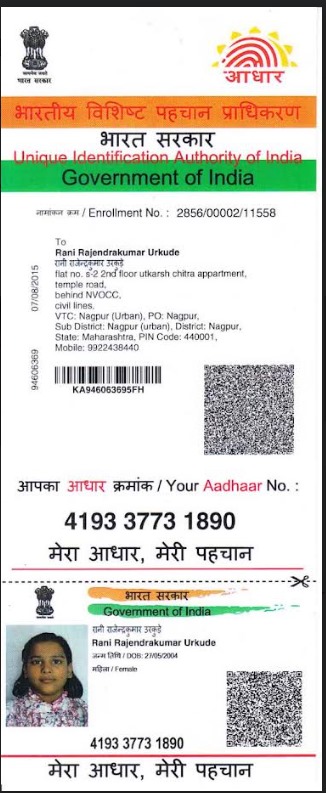 सत्यमेव जयते
भारत सरकार
आधार
भारतीय विशिष्ट पहचान प्राधिकरण
भारत सरकार
Unique Identification Authority of India
Government of India
नामांकन क्रम / Enrollment No. : 2856/00002/11558
To
Rani Rajendrakumar Urkude
रानी राजेन्द्रकुमार उरकुडे
flat no. s-2 2nd floor utkarsh chitra appartment,
temple road,
behind NVOCC,
civil lines,
VTC: Nagpur (Urban), PO: Nagpur,
Sub District: Nagpur (urban), District: Nagpur,
State: Maharashtra, PIN Code: 440001,
Mobile: 9922438440
07/08/2015
94606369
KA946063695FH
आपका आधार क्रमांक / Your Aadhaar No. :
4193 3773 1890
मेरा आधार, मेरी पहचान
भारत सरकार
Government of India
रानी राजेन्द्रकुमार उरकुडे
Rani Rajendrakumar Urkude
जन्म तिथि / DOB: 27/05/2004
महिला / Female
4193 3773 1890
मेरा आधार, मेरी पहचान